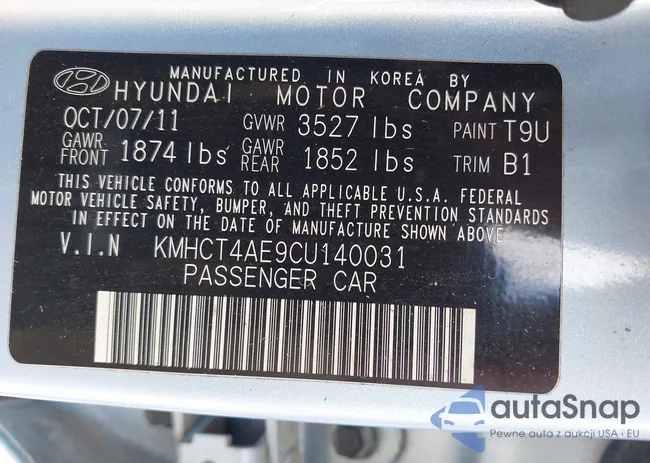 MANUFACTURED IN KOREA BY
HYUNDAI MOTOR COMPANY
OCT/07/11 GVWR 3527 lbs PAINT T9U
GAWR FRONT 1874 lbs GAWR REAR 1852 lbs TRIM B1
THIS VEHICLE CONFORMS TO ALL APPLICABLE U.S.A. FEDERAL
MOTOR VEHICLE SAFETY, BUMPER, AND THEFT PREVENTION STANDARDS
IN EFFECT ON THE DATE OF MANUFACTURE SHOWN ABOVE
V.I.N KMHCT4AE9CU140031
PASSENGER CAR
autaSnap
Pewne auta z aukcji USA i EU